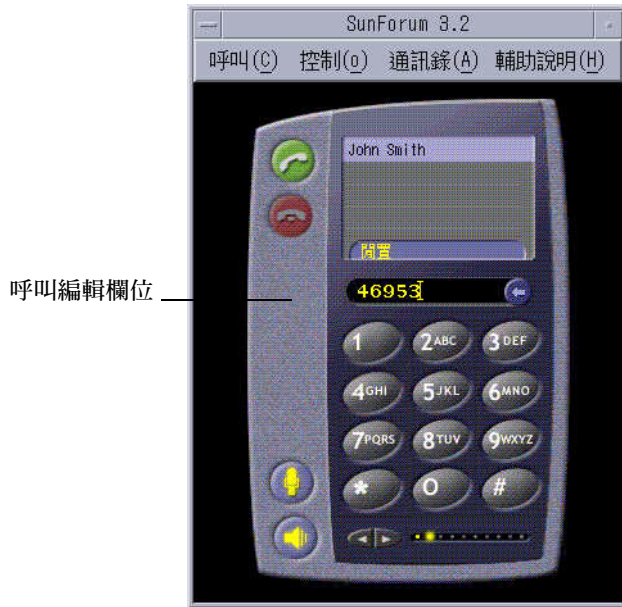 SunForum 3.2
呼叫(C) 控制(o) 通訊錄(A) 輔助說明(H)
John Smith
閒置
呼叫編輯欄位
46953
1 2ABC 3DEF
4GHI 5JKL 6MNO
7PQRS 8TUV 9WXYZ
* 0 #